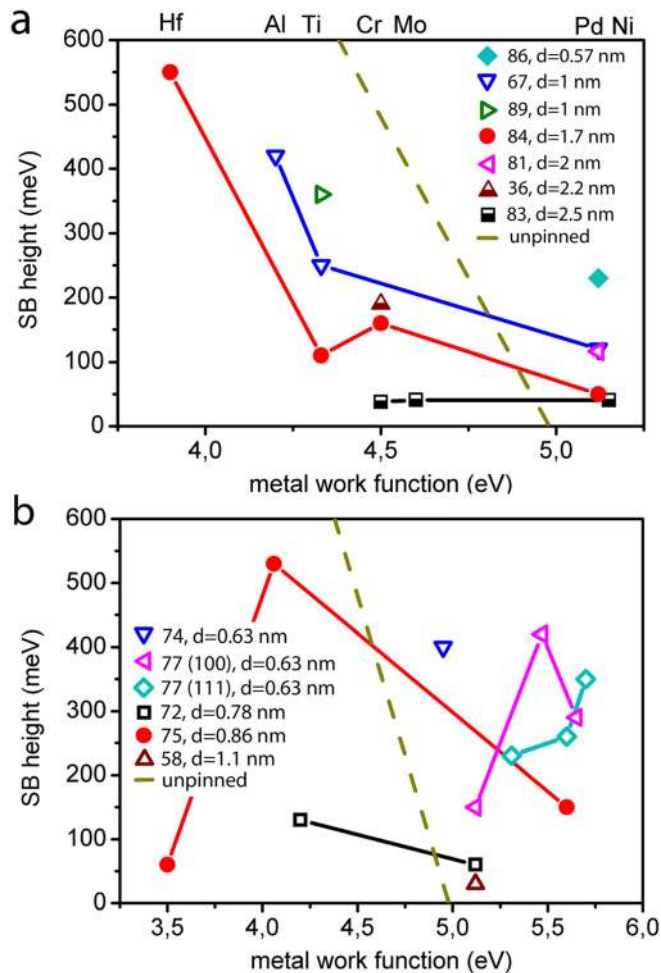 a
Hf Al Ti Cr Mo Pd Ni
600
500
400
300
200
100
0
SB height (meV)
86, d=0.57 nm
67, d=1 nm
89, d=1 nm
84, d=1.7 nm
81, d=2 nm
36, d=2.2 nm
83, d=2.5 nm
unpinned
4,0 4,5 5,0
metal work function (eV)
b
600
500
400
300
200
100
0
SB height (meV)
74, d=0.63 nm
77 (100), d=0.63 nm
77 (111), d=0.63 nm
72, d=0.78 nm
75, d=0.86 nm
58, d=1.1 nm
unpinned
3,5 4,0 4,5 5,0 5,5 6,0
metal work function (eV)